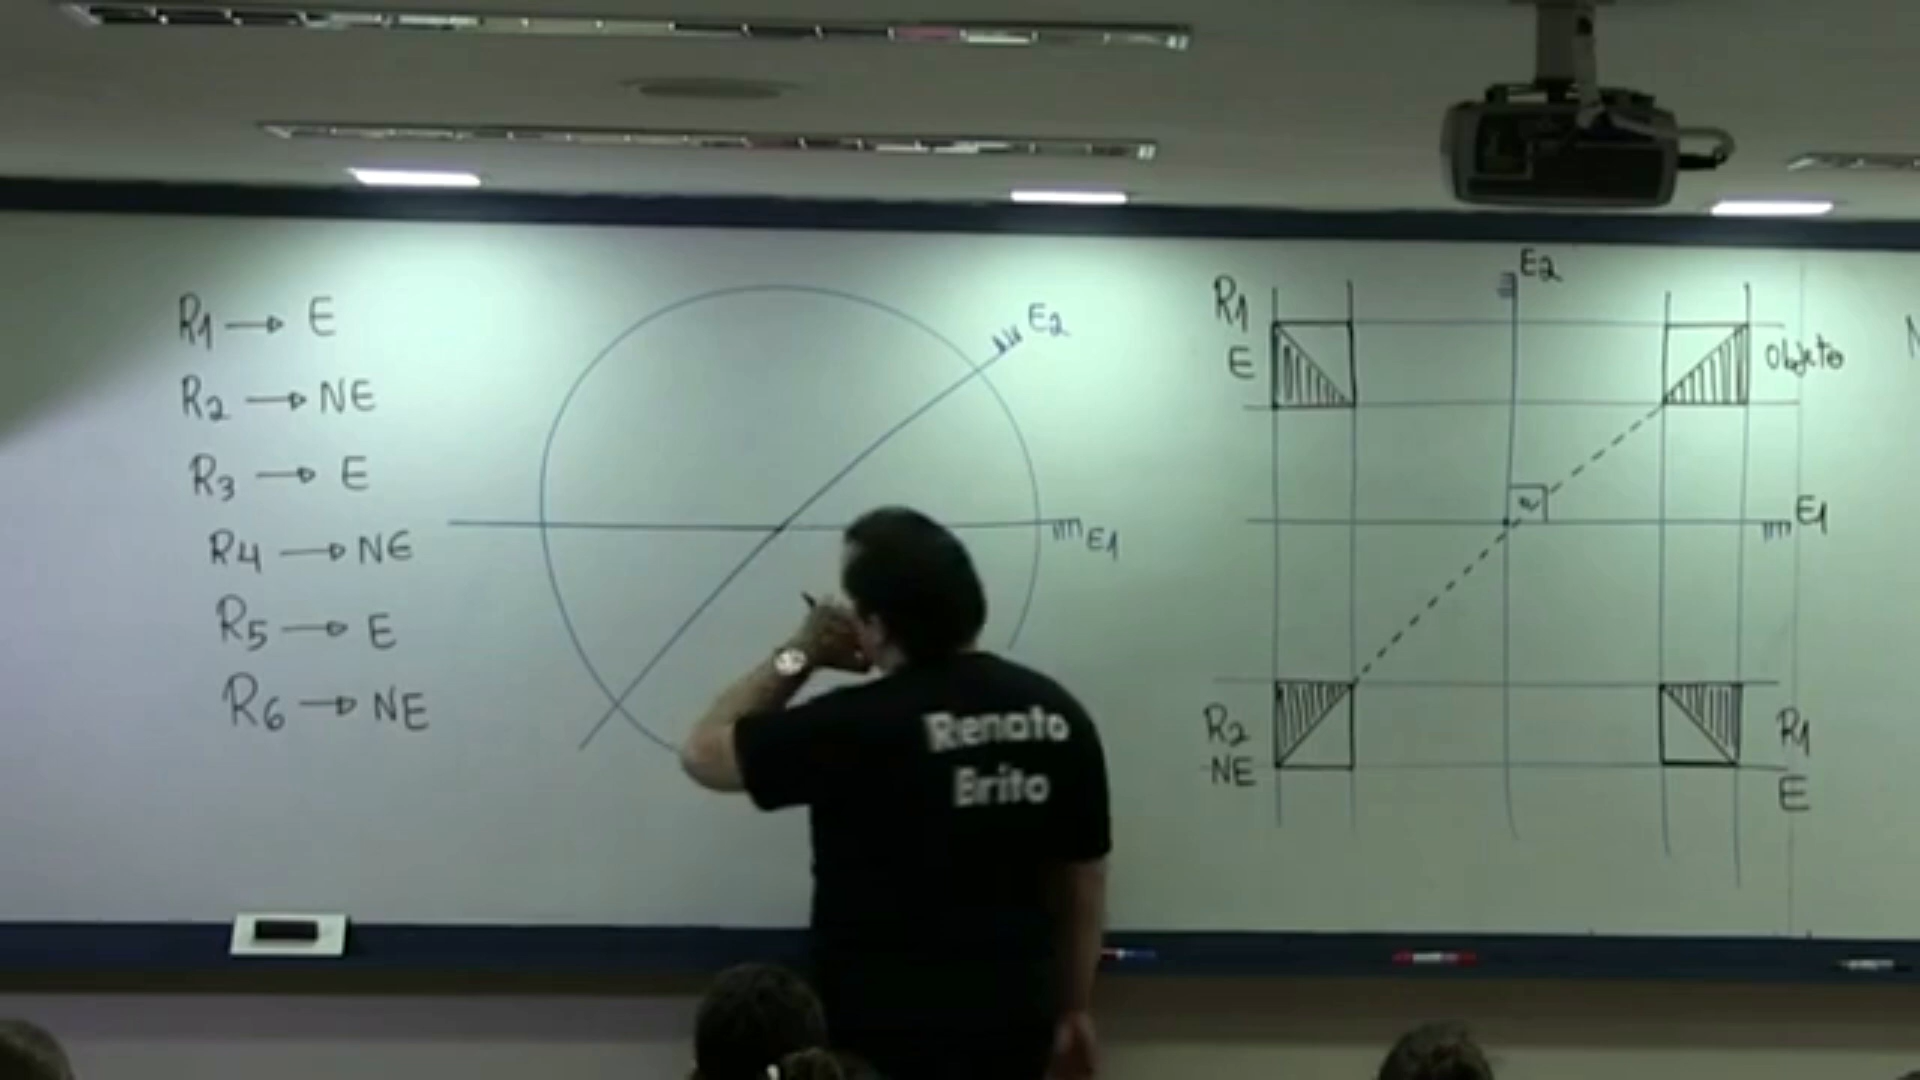 R1 → E
R2 → NE
R3 → E
R4 → NE
R5 → E
R6 → NE
E2
E1
Renato
Brito
E2
R1
E
Objeto
α
E1
R2
NE
R1
E